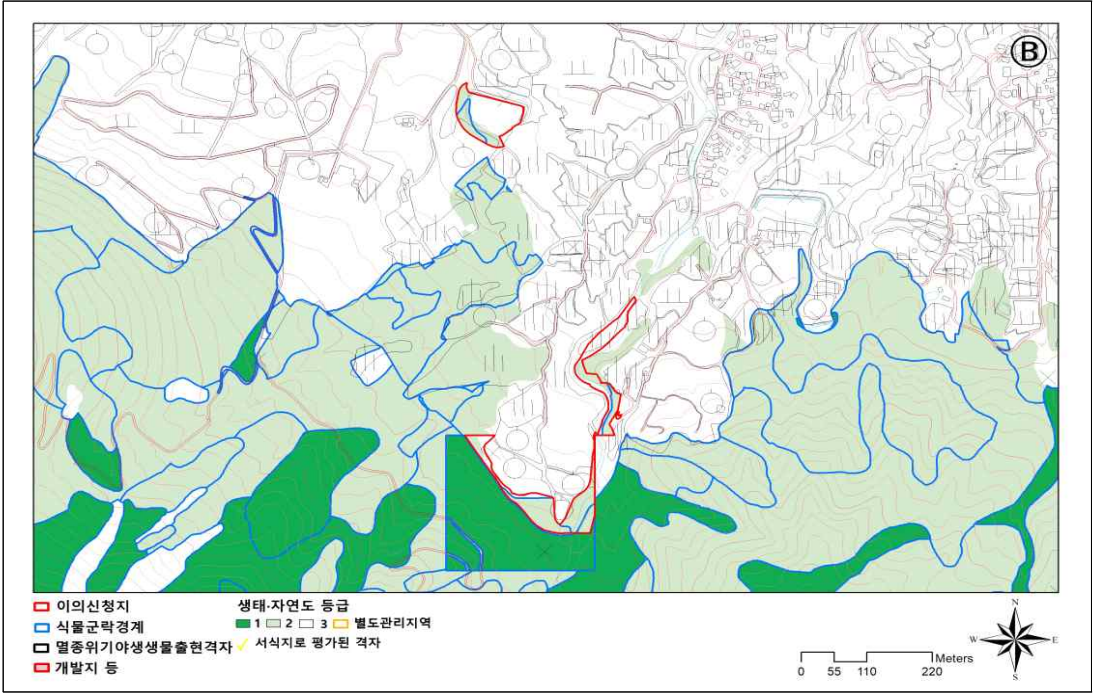 B
이의신청지
식물군락경계
멸종위기야생생물출현격자
개발지 등
생태·자연도 등급
1 2 3 별도관리지역
서식지로 평가된 격자
0 55 110 220 Meters
N
W E
S